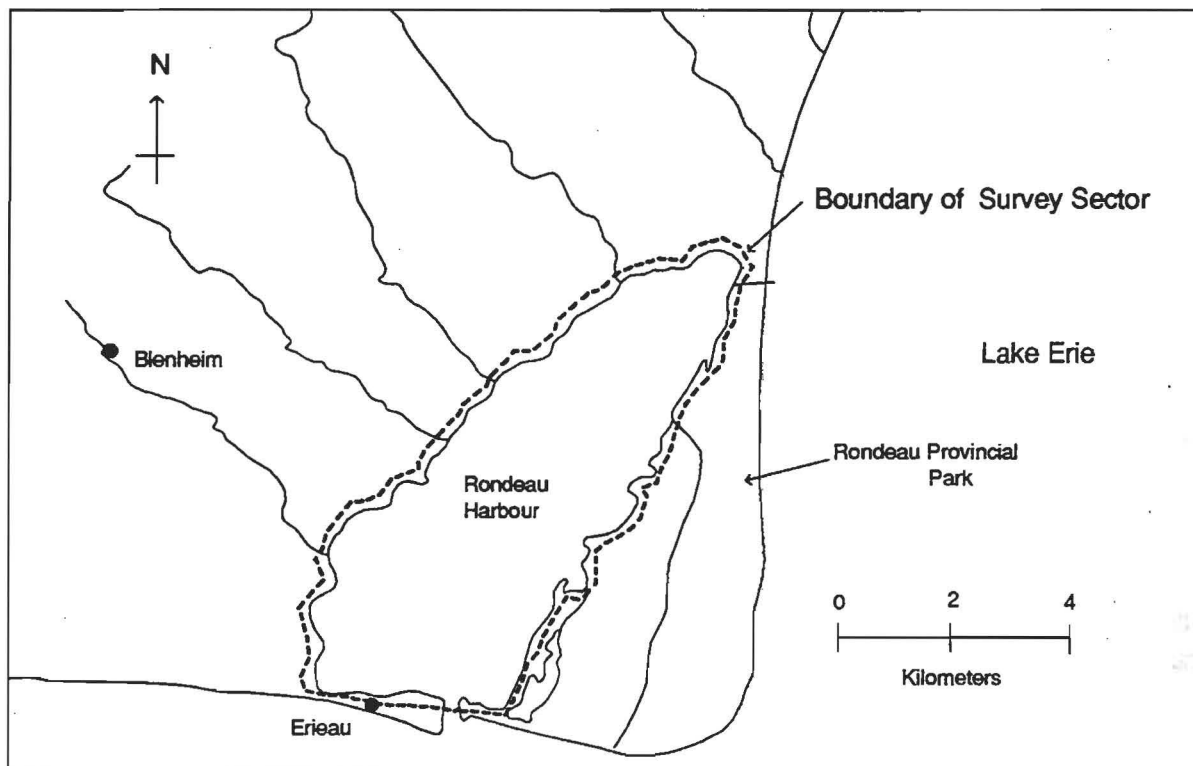 N
Boundary of Survey Sector
Blenheim
Lake Erie
Rondeau
Harbour
Rondeau Provincial
Park
0 2 4
Kilometers
Erieau